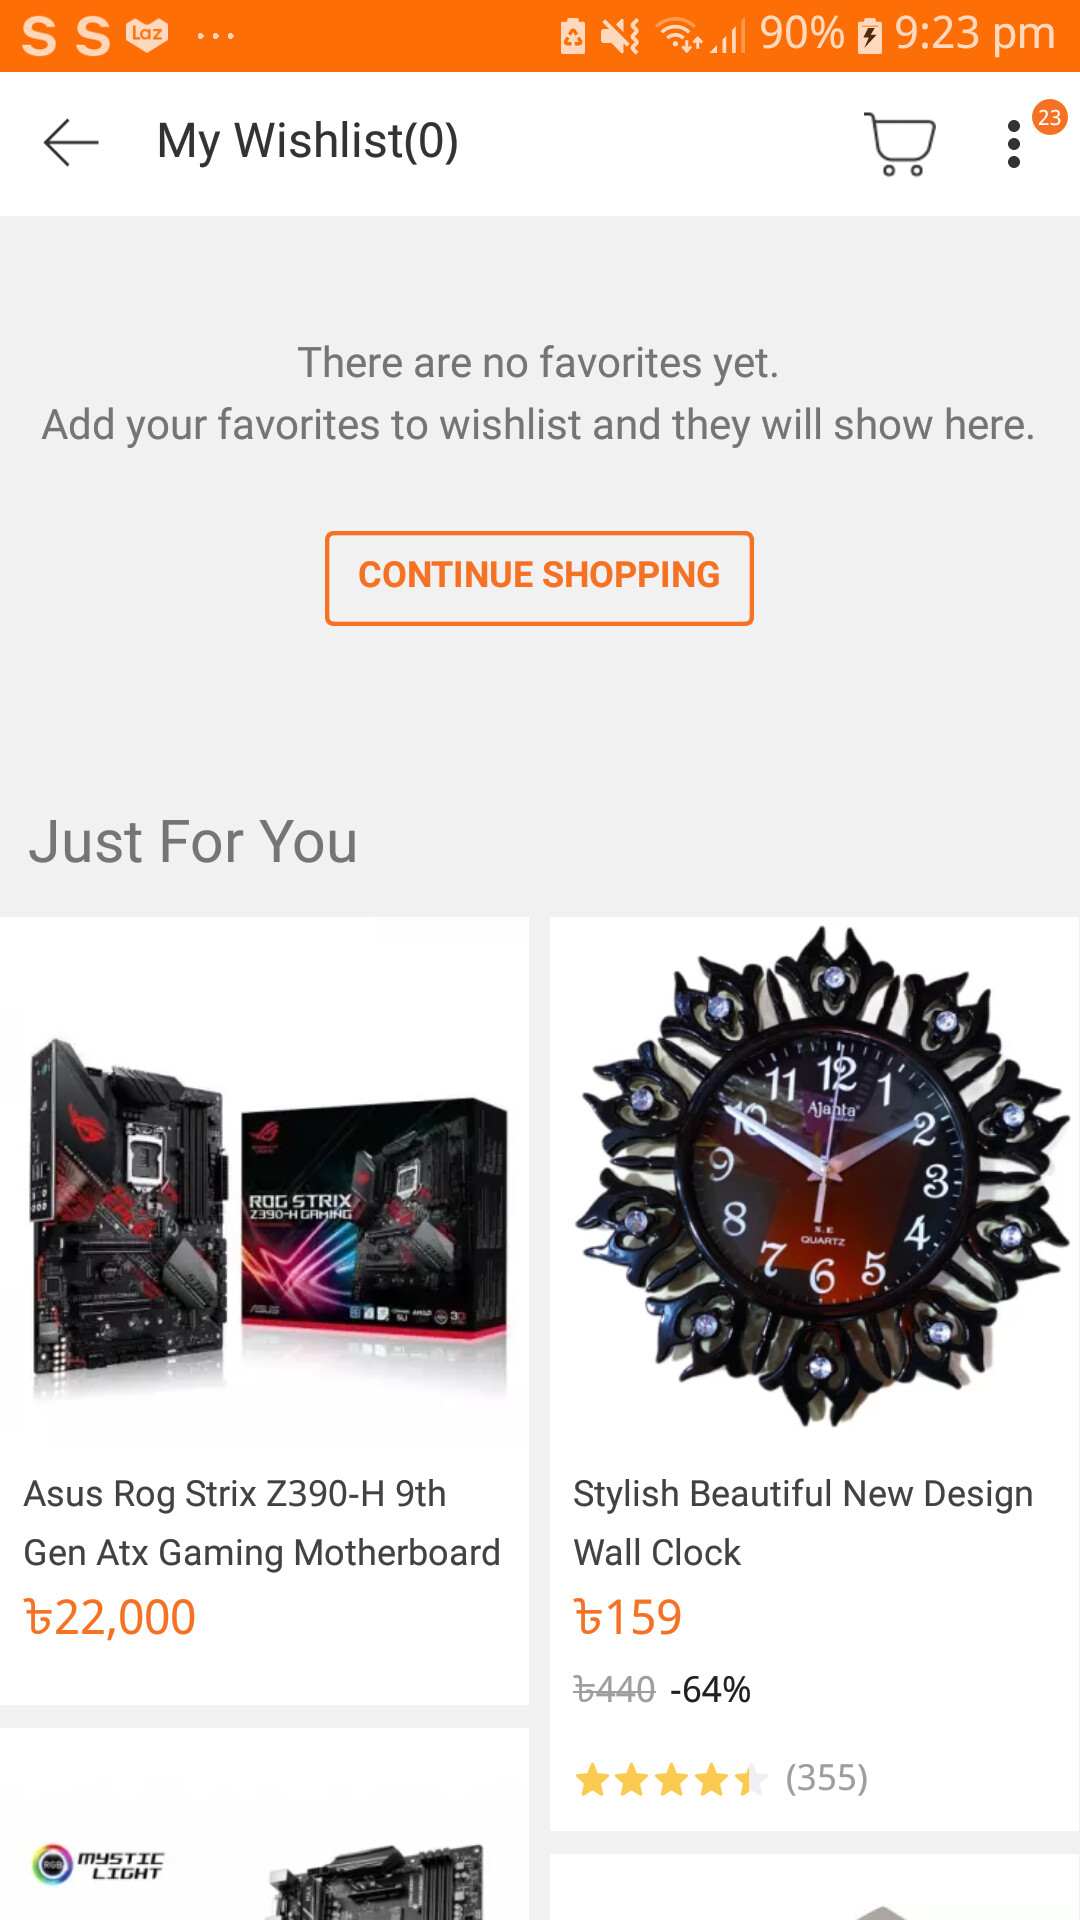 S S Laz ... 90% 9:23 pm
My Wishlist(0)
23
There are no favorites yet.
Add your favorites to wishlist and they will show here.
CONTINUE SHOPPING
Just For You
ROG STRIX
Z390-H GAMING
ASUS
12 1 2 3 4 5 6 7 8 9 10 11
Ajanta
S.E
QUARTZ
Asus Rog Strix Z390-H 9th
Gen Atx Gaming Motherboard
৳22,000
Stylish Beautiful New Design
Wall Clock
৳159
৳440 -64%
(355)
RGB MYSTIC
LIGHT